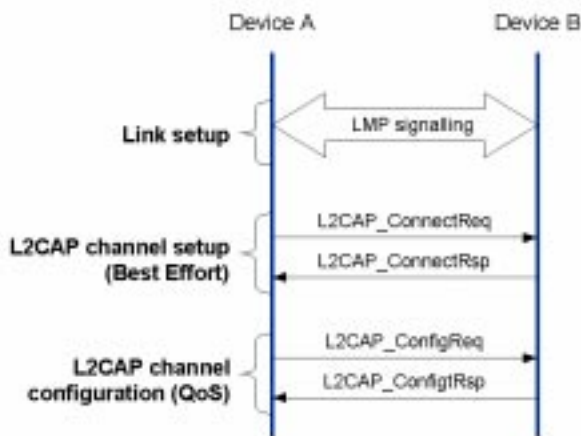 Device A
Device B
Link setup
LMP signalling
L2CAP channel setup
(Best Effort)
L2CAP_ConnectReq
L2CAP_ConnectRsp
L2CAP channel
configuration (QoS)
L2CAP_ConfigReq
L2CAP_ConfigtRsp